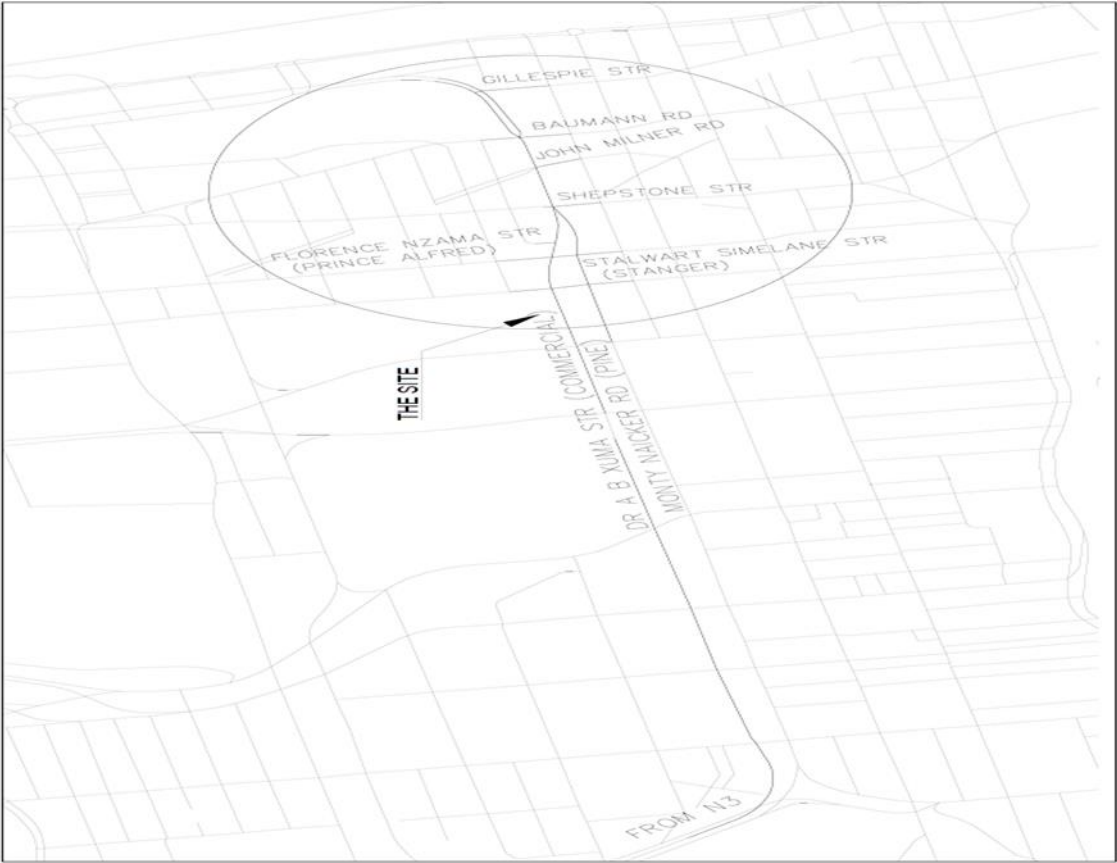 GILLESPIE STR
BAUMANN RD
JOHN MILNER RD
SHEPSTONE STR
FLORENCE NZAMA STR
(PRINCE ALFRED)
STALWART SIMELANE STR
(STANGER)
THE SITE
DR A B XUMA STR (COMMERCIAL)
MONTY NAICKER RD (PINE)
FROM N3